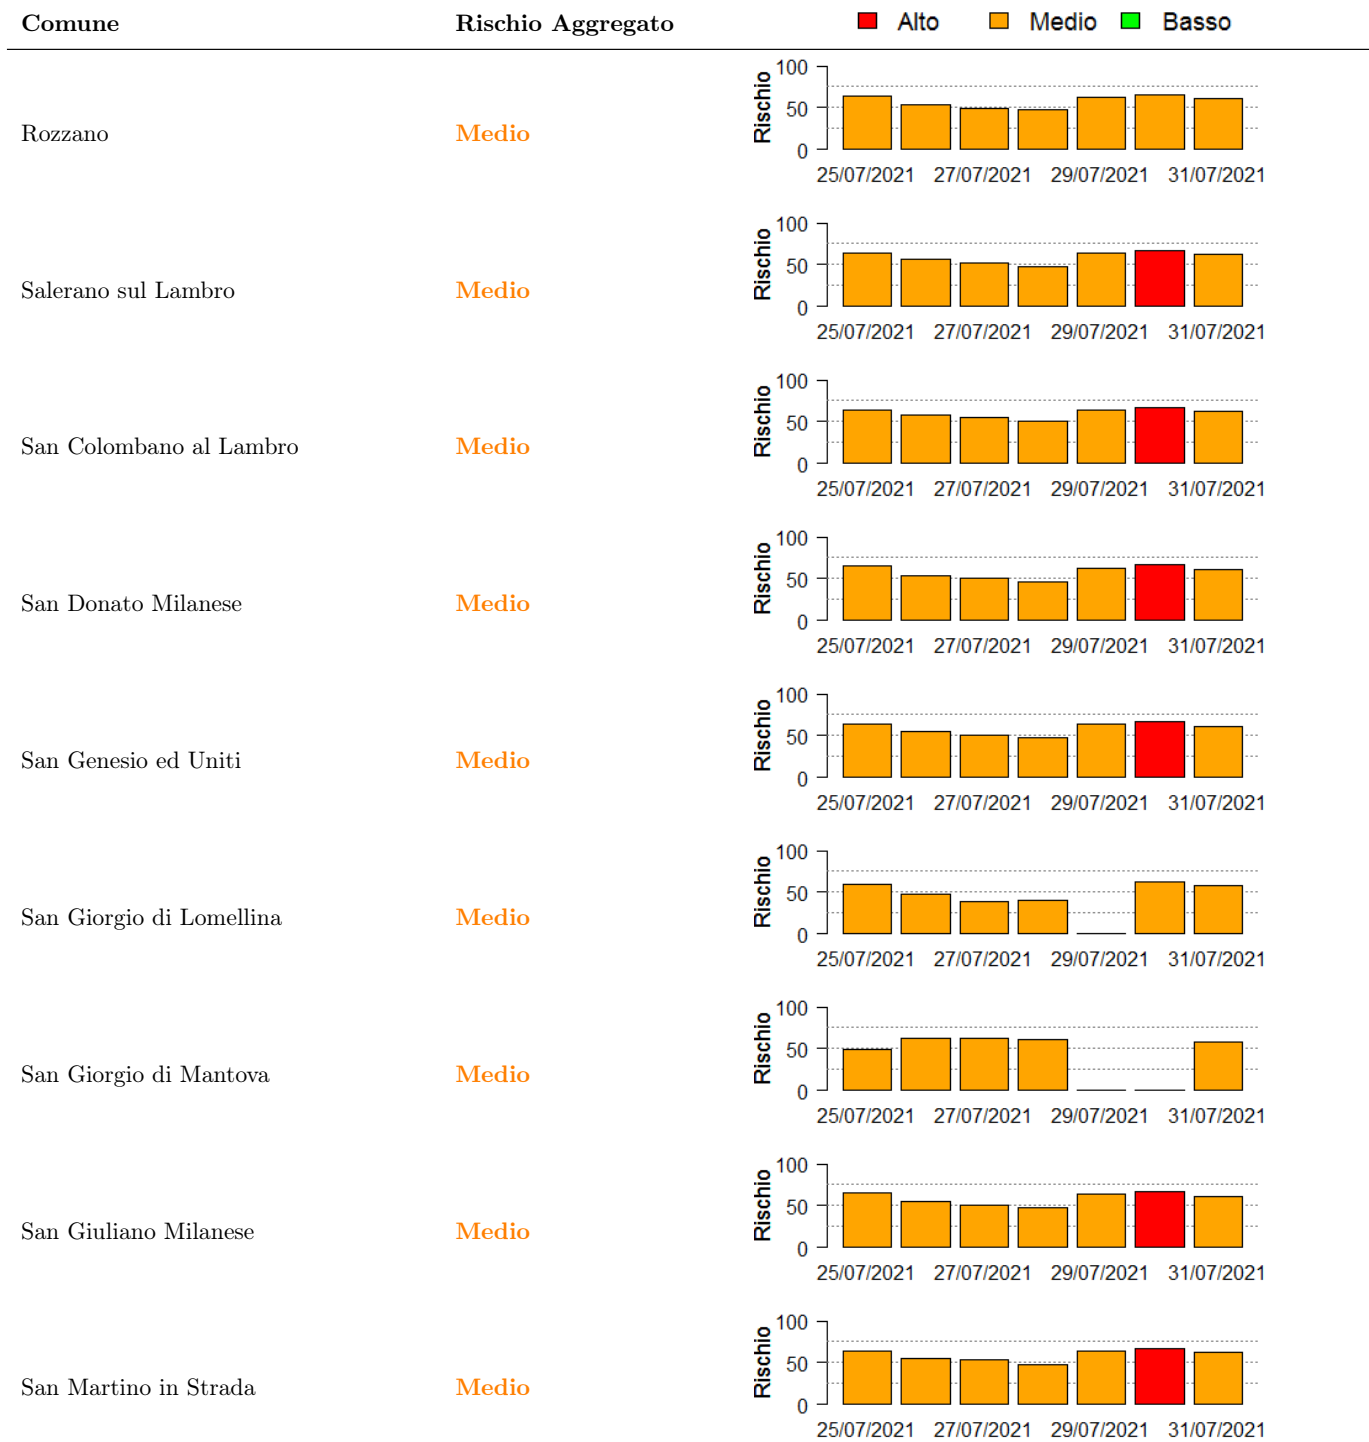 Comune Rischio Aggregato Alto Medio Basso
100
50
0
Rischio
Rozzano Medio
25/07/2021 27/07/2021 29/07/2021 31/07/2021
100
50
0
Rischio
Salerano sul Lambro Medio
25/07/2021 27/07/2021 29/07/2021 31/07/2021
100
50
0
Rischio
San Colombano al Lambro Medio
25/07/2021 27/07/2021 29/07/2021 31/07/2021
100
50
0
Rischio
San Donato Milanese Medio
25/07/2021 27/07/2021 29/07/2021 31/07/2021
100
50
0
Rischio
San Genesio ed Uniti Medio
25/07/2021 27/07/2021 29/07/2021 31/07/2021
100
50
0
Rischio
San Giorgio di Lomellina Medio
25/07/2021 27/07/2021 29/07/2021 31/07/2021
100
50
0
Rischio
San Giorgio di Mantova Medio
25/07/2021 27/07/2021 29/07/2021 31/07/2021
100
50
0
Rischio
San Giuliano Milanese Medio
25/07/2021 27/07/2021 29/07/2021 31/07/2021
100
50
0
Rischio
San Martino in Strada Medio
25/07/2021 27/07/2021 29/07/2021 31/07/2021